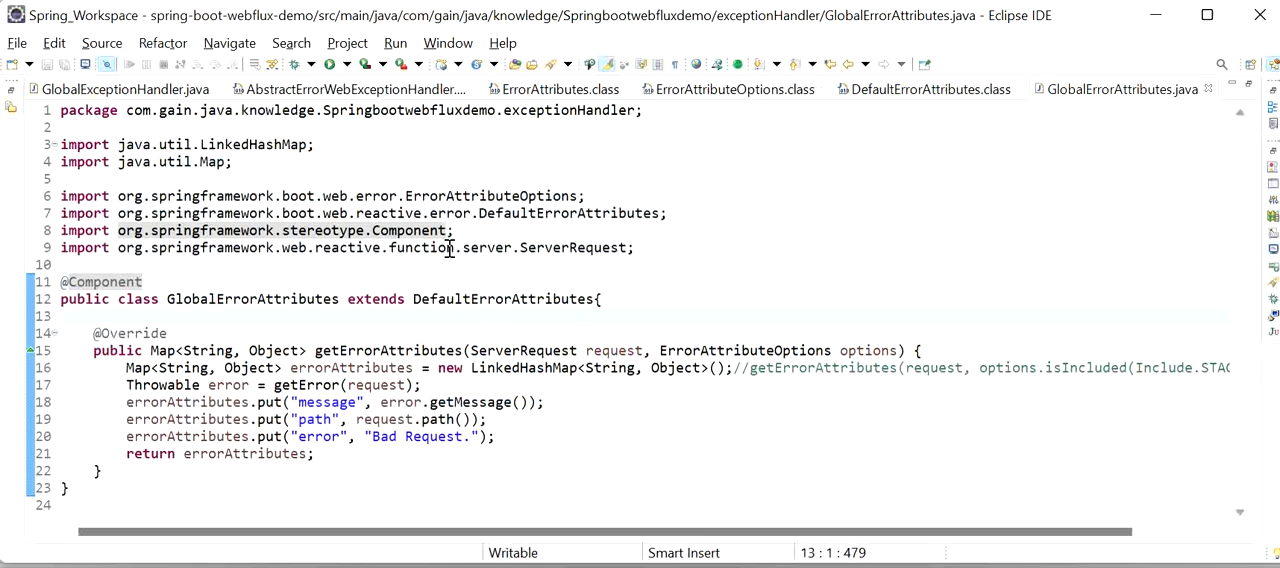 Spring_Workspace - spring-boot-webflux-demo/src/main/java/com/gain/java/knowledge/Springbootwebfluxdemo/exceptionHandler/GlobalErrorAttributes.java - Eclipse IDE
File Edit Source Refactor Navigate Search Project Run Window Help
GlobalExceptionHandler.java AbstractErrorWebExceptionHandler.... ErrorAttributes.class ErrorAttributeOptions.class DefaultErrorAttributes.class GlobalErrorAttributes.java
1 package com.gain.java.knowledge.Springbootwebfluxdemo.exceptionHandler;
2
3 import java.util.LinkedHashMap;
4 import java.util.Map;
5
6 import org.springframework.boot.web.error.ErrorAttributeOptions;
7 import org.springframework.boot.web.reactive.error.DefaultErrorAttributes;
8 import org.springframework.stereotype.Component;
9 import org.springframework.web.reactive.function.server.ServerRequest;
10
11 @Component
12 public class GlobalErrorAttributes extends DefaultErrorAttributes{
13
14 @Override
15 public Map<String, Object> getErrorAttributes(ServerRequest request, ErrorAttributeOptions options) {
16 Map<String, Object> errorAttributes = new LinkedHashMap<String, Object>();//getErrorAttributes(request, options.isIncluded(Include.STAC
17 Throwable error = getError(request);
18 errorAttributes.put("message", error.getMessage());
19 errorAttributes.put("path", request.path());
20 errorAttributes.put("error", "Bad Request.");
21 return errorAttributes;
22 }
23 }
24
Writable Smart Insert 13 : 1 : 479